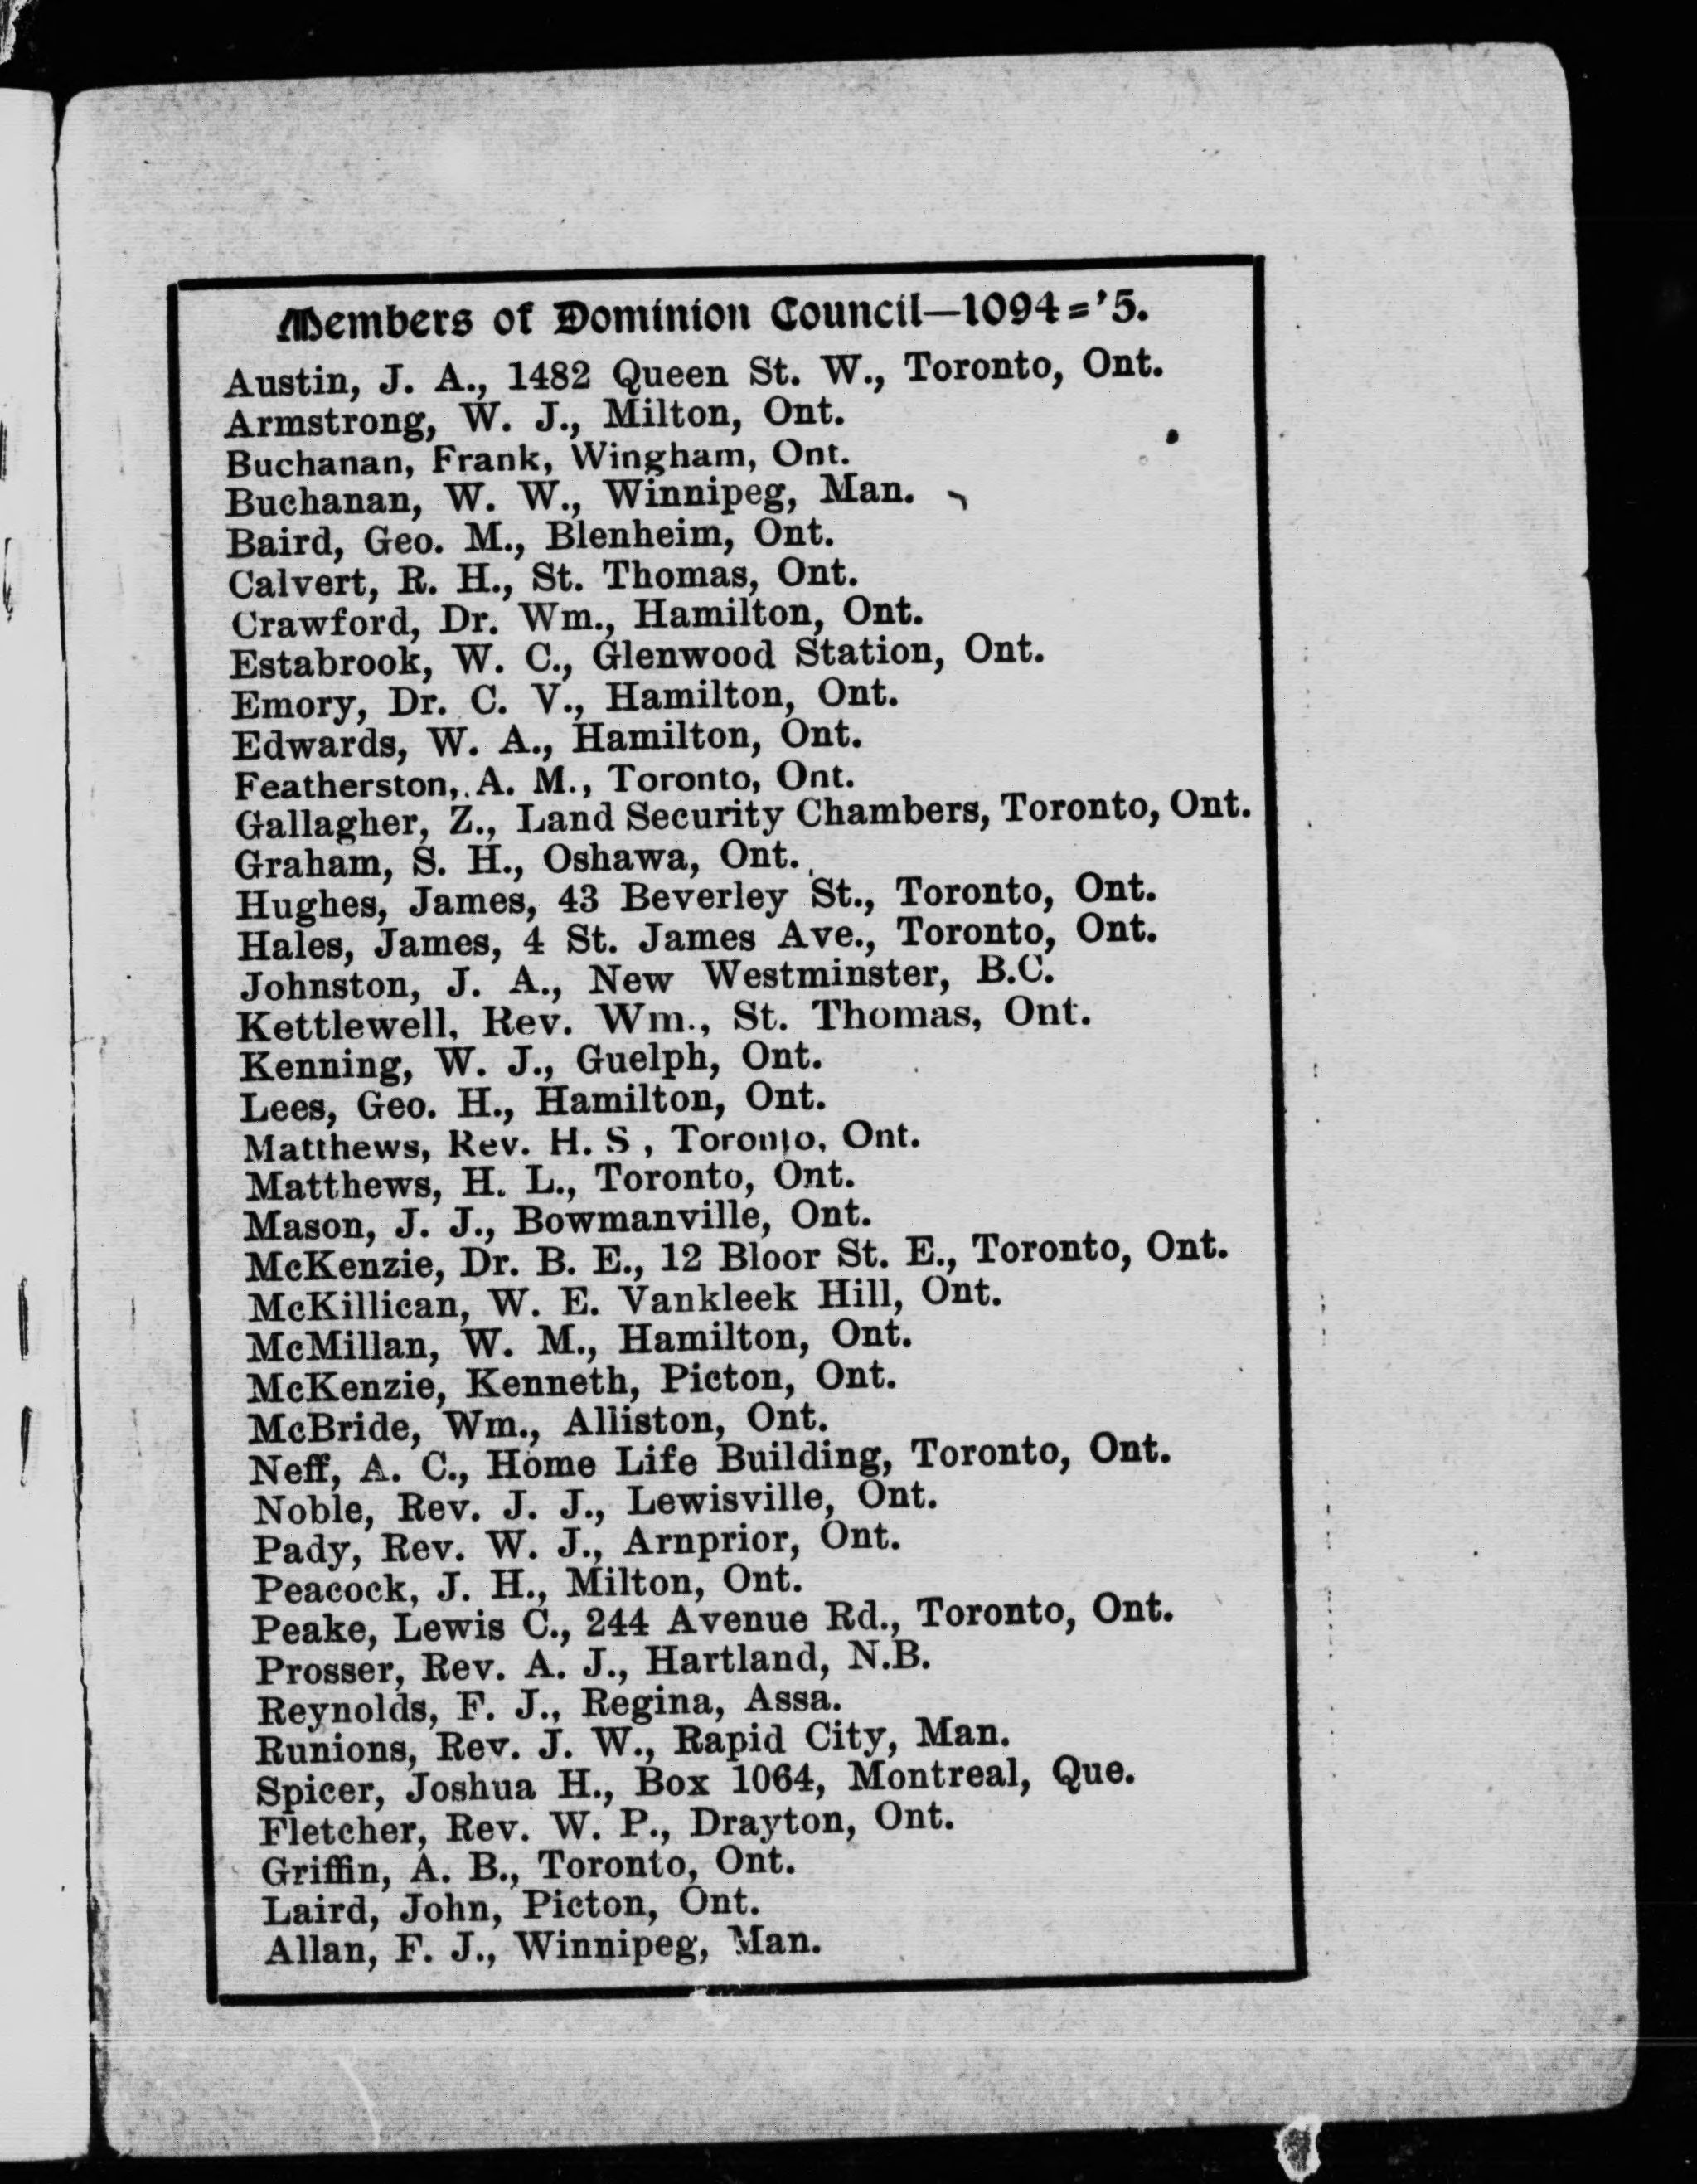 Members of Dominion Council—1094='5.
Austin, J. A., 1482 Queen St. W., Toronto, Ont.
Armstrong, W. J., Milton, Ont.
Buchanan, Frank, Wingham, Ont.
Buchanan, W. W., Winnipeg, Man.
Baird, Geo. M., Blenheim, Ont.
Calvert, R. H., St. Thomas, Ont.
Crawford, Dr. Wm., Hamilton, Ont.
Estabrook, W. C., Glenwood Station, Ont.
Emory, Dr. C. V., Hamilton, Ont.
Edwards, W. A., Hamilton, Ont.
Featherston, A. M., Toronto, Ont.
Gallagher, Z., Land Security Chambers, Toronto, Ont.
Graham, S. H., Oshawa, Ont.
Hughes, James, 43 Beverley St., Toronto, Ont.
Hales, James, 4 St. James Ave., Toronto, Ont.
Johnston, J. A., New Westminster, B.C.
Kettlewell, Rev. Wm., St. Thomas, Ont.
Kenning, W. J., Guelph, Ont.
Lees, Geo. H., Hamilton, Ont.
Matthews, Rev. H. S , Toronto, Ont.
Matthews, H. L., Toronto, Ont.
Mason, J. J., Bowmanville, Ont.
McKenzie, Dr. B. E., 12 Bloor St. E., Toronto, Ont.
McKillican, W. E. Vankleek Hill, Ont.
McMillan, W. M., Hamilton, Ont.
McKenzie, Kenneth, Picton, Ont.
McBride, Wm., Alliston, Ont.
Neff, A. C., Home Life Building, Toronto, Ont.
Noble, Rev. J. J., Lewisville, Ont.
Pady, Rev. W. J., Arnprior, Ont.
Peacock, J. H., Milton, Ont.
Peake, Lewis C., 244 Avenue Rd., Toronto, Ont.
Prosser, Rev. A. J., Hartland, N.B.
Reynolds, F. J., Regina, Assa.
Runions, Rev. J. W., Rapid City, Man.
Spicer, Joshua H., Box 1064, Montreal, Que.
Fletcher, Rev. W. P., Drayton, Ont.
Griffin, A. B., Toronto, Ont.
Laird, John, Picton, Ont.
Allan, F. J., Winnipeg, Man.